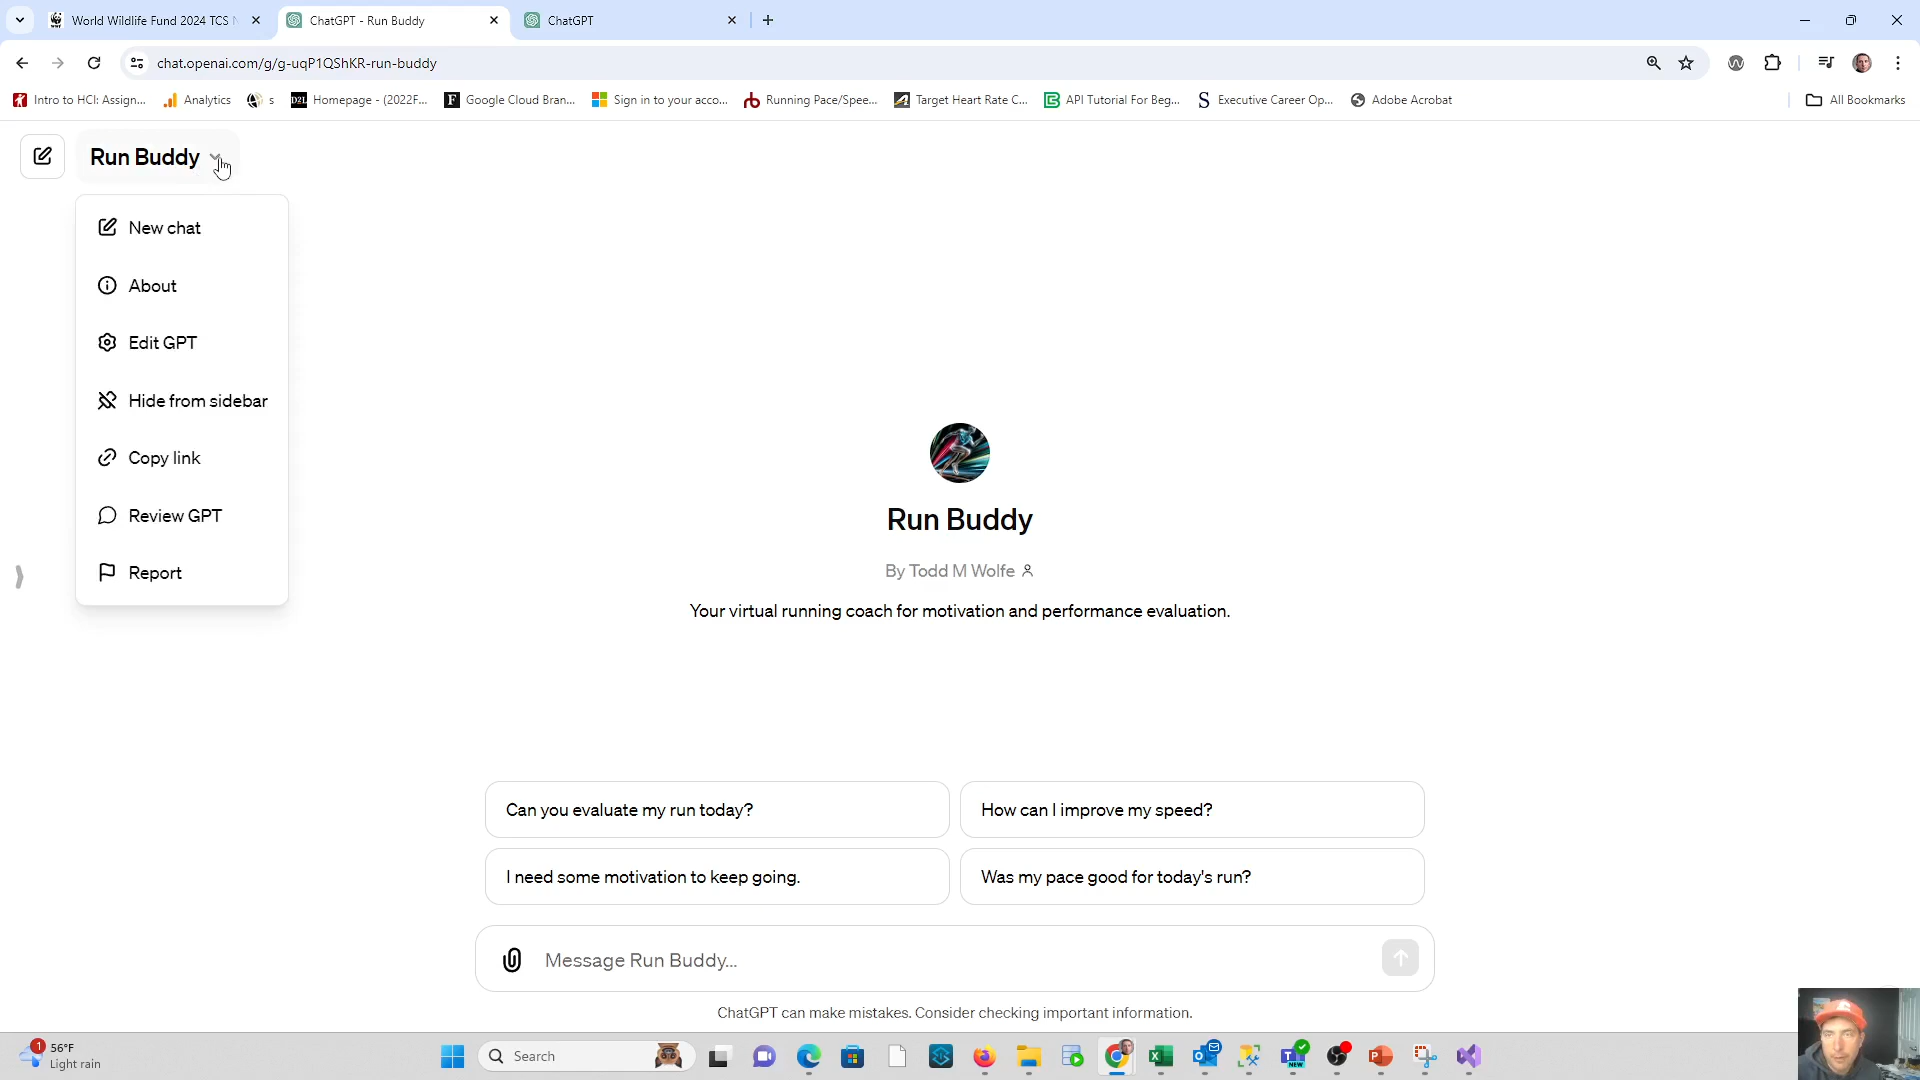 World Wildlife Fund 2024 TCS
ChatGPT - Run Buddy
ChatGPT
chat.openai.com/g/g-uqP1QShKR-run-buddy
Intro to HCI: Assign...
Analytics
s
D2L
Homepage - (2022F...
F
Google Cloud Bran...
Sign in to your acco...
Running Pace/Spee...
Target Heart Rate C...
API Tutorial For Beg...
S
Executive Career Op...
Adobe Acrobat
All Bookmarks
Run Buddy
New chat
About
Edit GPT
Hide from sidebar
Copy link
Review GPT
Report
Run Buddy
By Todd M Wolfe
Your virtual running coach for motivation and performance evaluation.
Can you evaluate my run today?
How can I improve my speed?
I need some motivation to keep going.
Was my pace good for today's run?
Message Run Buddy...
ChatGPT can make mistakes. Consider checking important information.
1
56°F
Light rain
Search
NEW